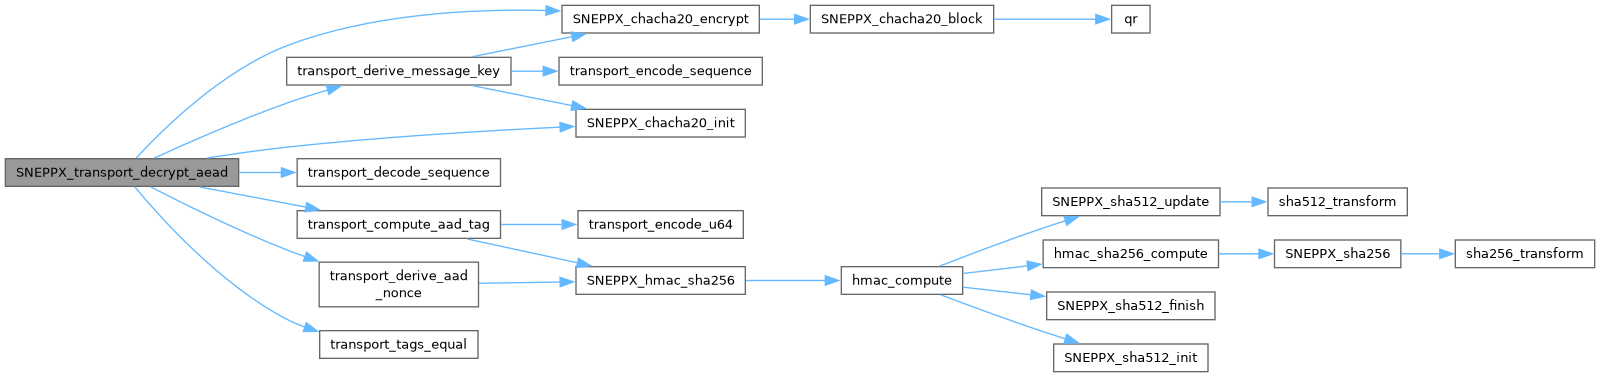 SNEPPX_chacha20_encrypt
SNEPPX_chacha20_block
qr
transport_derive_message_key
transport_encode_sequence
SNEPPX_chacha20_init
SNEPPX_transport_decrypt_aead
transport_decode_sequence
SNEPPX_sha512_update
sha512_transform
transport_compute_aad_tag
transport_encode_u64
hmac_sha256_compute
SNEPPX_sha256
sha256_transform
transport_derive_aad
_nonce
SNEPPX_hmac_sha256
hmac_compute
SNEPPX_sha512_finish
transport_tags_equal
SNEPPX_sha512_init